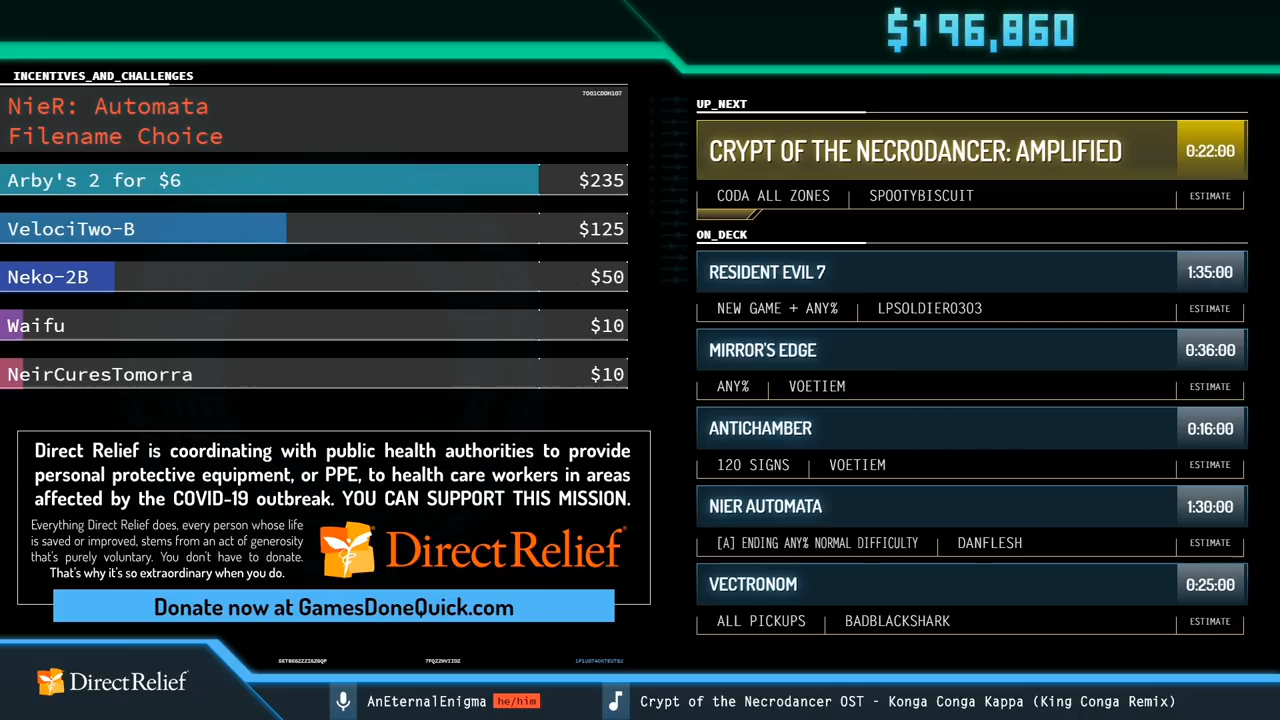 $196,860
INCENTIVES_AND_CHALLENGES
NieR: Automata
Filename Choice
Arby's 2 for $6 $235
VelociTwo-B $125
Neko-2B $50
Waifu $10
NeirCuresTomorra $10
Direct Relief is coordinating with public health authorities to provide
personal protective equipment, or PPE, to health care workers in areas
affected by the COVID-19 outbreak. YOU CAN SUPPORT THIS MISSION.
Everything Direct Relief does, every person whose life
is saved or improved, stems from an act of generosity
that's purely voluntary. You don't have to donate.
That's why it's so extraordinary when you do.
DirectRelief
Donate now at GamesDoneQuick.com
UP_NEXT
CRYPT OF THE NECRODANCER: AMPLIFIED 0:22:00
CODA ALL ZONES SPOOTYBISCUIT ESTIMATE
ON_DECK
RESIDENT EVIL 7 1:35:00
NEW GAME + ANY% LPSOLDIER0303 ESTIMATE
MIRROR'S EDGE 0:36:00
ANY% VOETIEM ESTIMATE
ANTICHAMBER 0:16:00
120 SIGNS VOETIEM ESTIMATE
NIER AUTOMATA 1:30:00
[A] ENDING ANY% NORMAL DIFFICULTY DANFLESH ESTIMATE
VECTRONOM 0:25:00
ALL PICKUPS BADBLACKSHARK ESTIMATE
DirectRelief
AnEternalEnigma he/him
Crypt of the Necrodancer OST - Konga Conga Kappa (King Conga Remix)